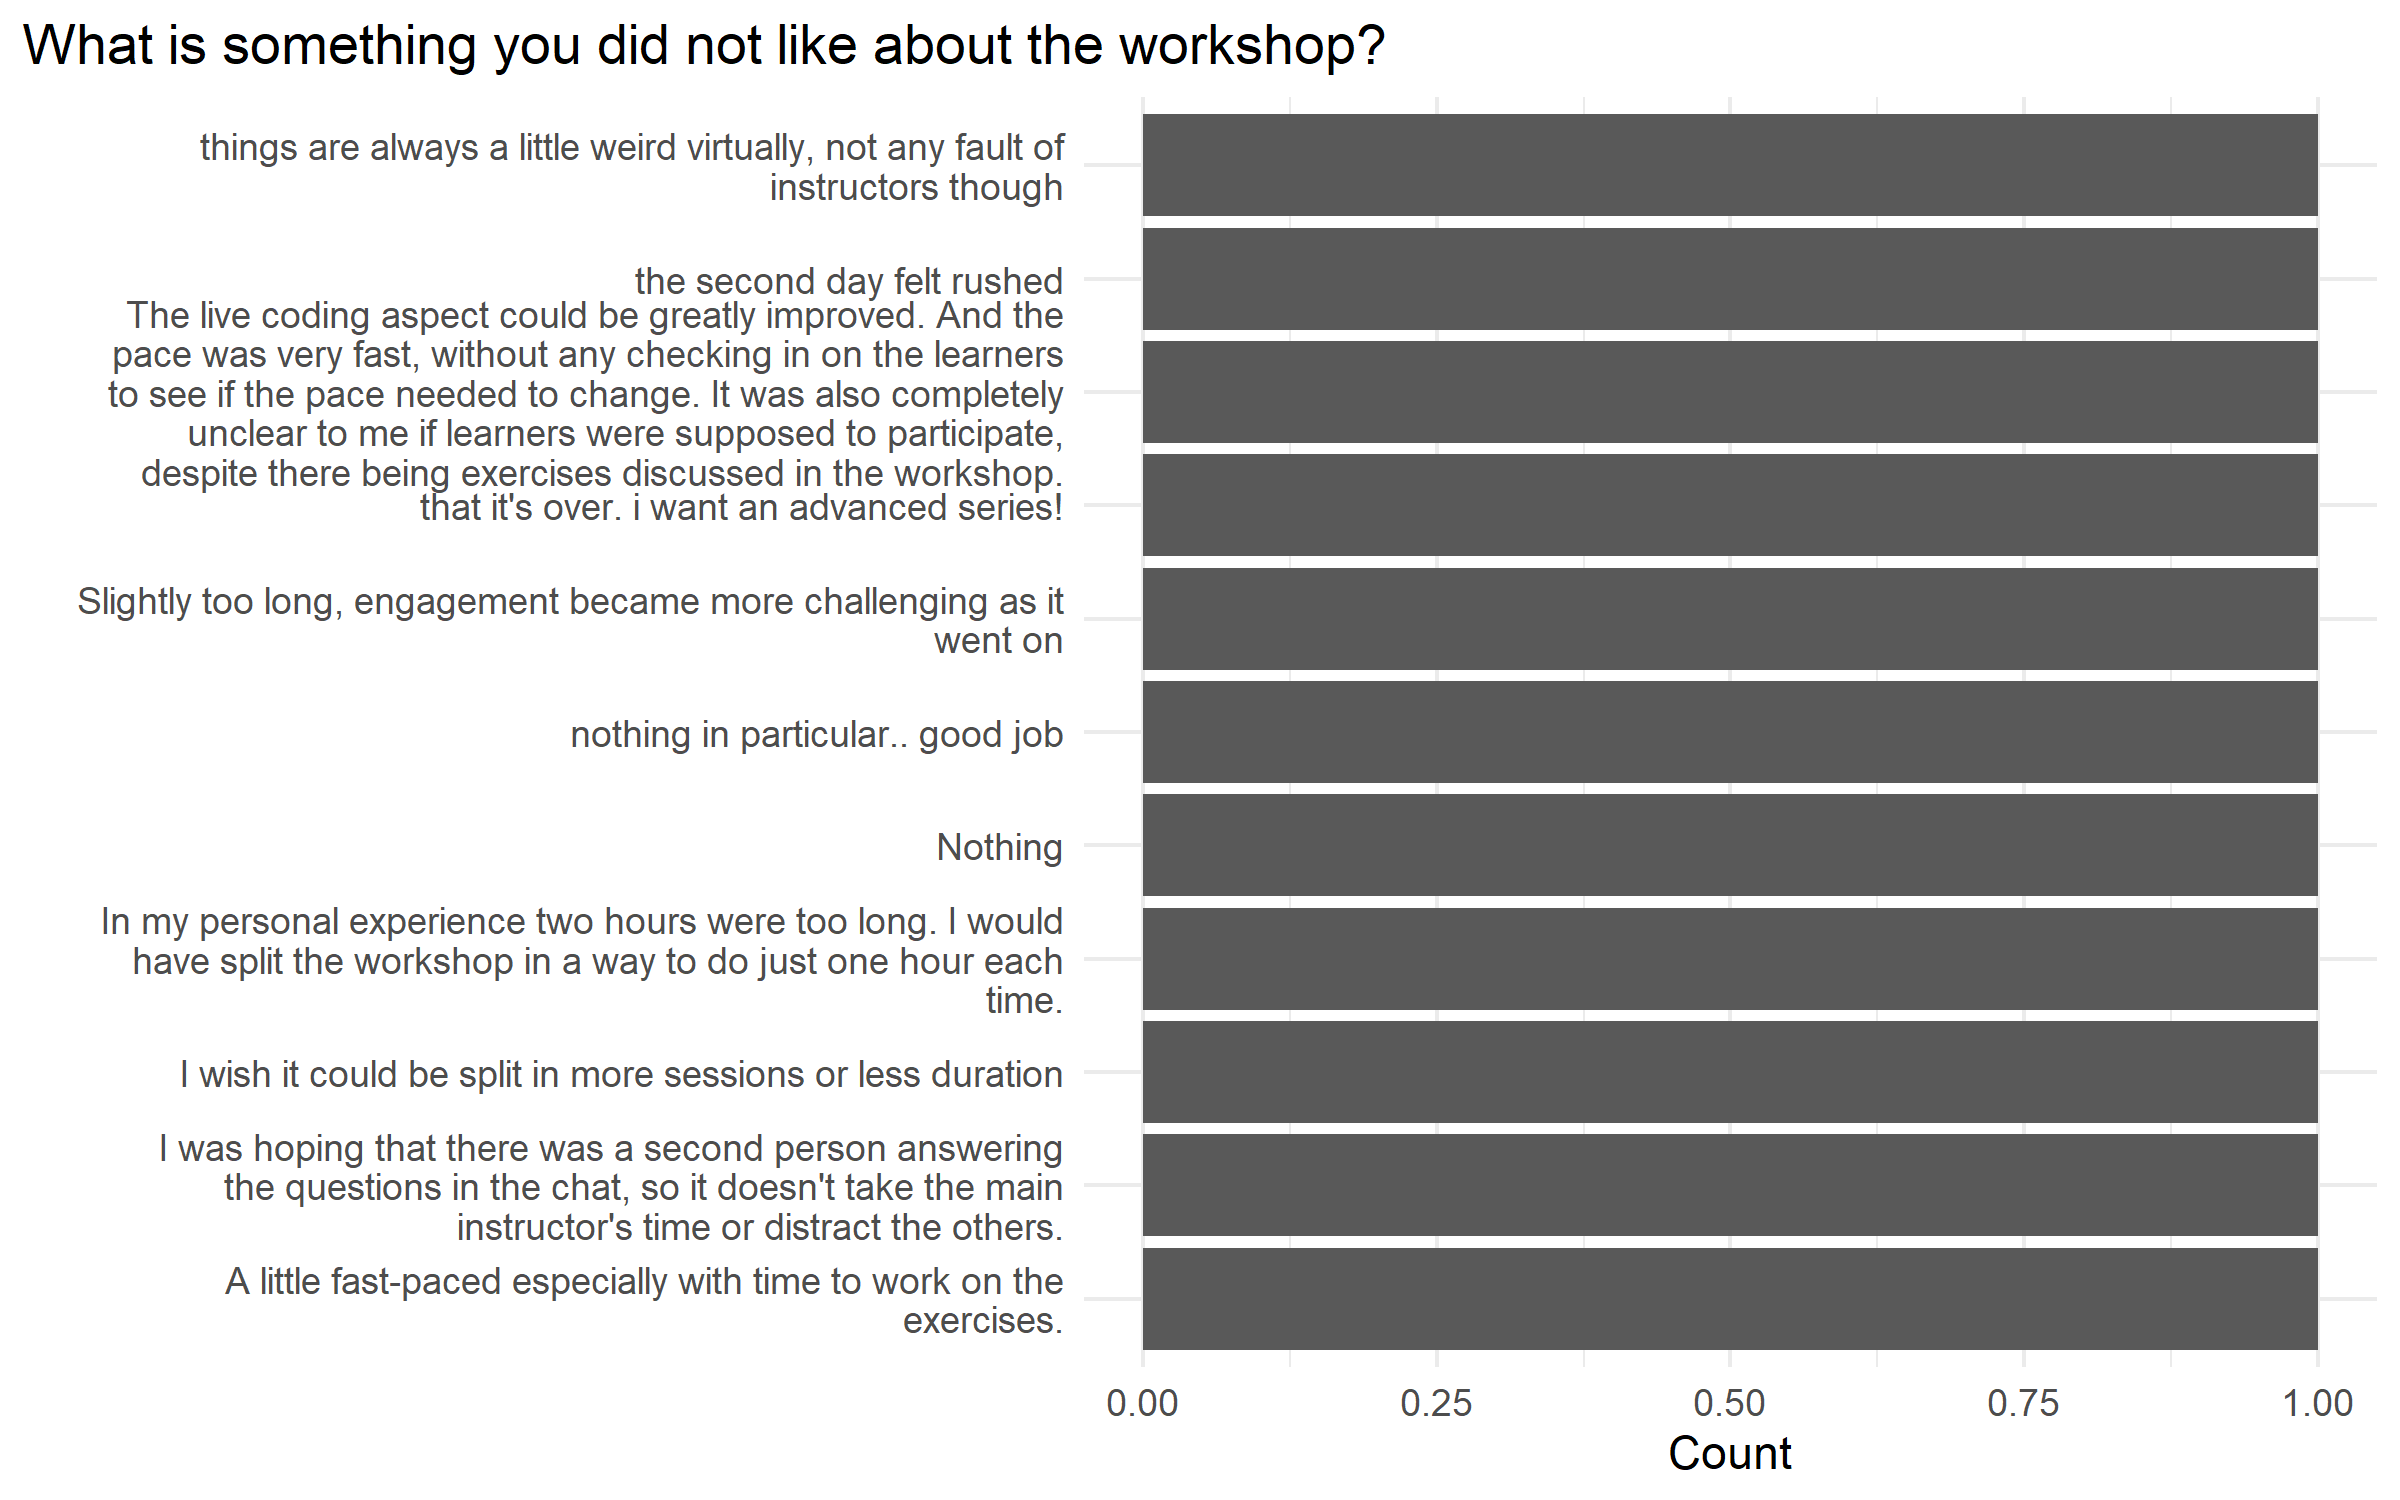 What is something you did not like about the workshop?
things are always a little weird virtually, not any fault of
instructors though
the second day felt rushed
The live coding aspect could be greatly improved. And the
pace was very fast, without any checking in on the learners
to see if the pace needed to change. It was also completely
unclear to me if learners were supposed to participate,
despite there being exercises discussed in the workshop.
that it's over. i want an advanced series!
Slightly too long, engagement became more challenging as it
went on
nothing in particular.. good job
Nothing
In my personal experience two hours were too long. I would
have split the workshop in a way to do just one hour each
time.
I wish it could be split in more sessions or less duration
I was hoping that there was a second person answering
the questions in the chat, so it doesn't take the main
instructor's time or distract the others.
A little fast-paced especially with time to work on the
exercises.
0.00 0.25 0.50 0.75 1.00
Count